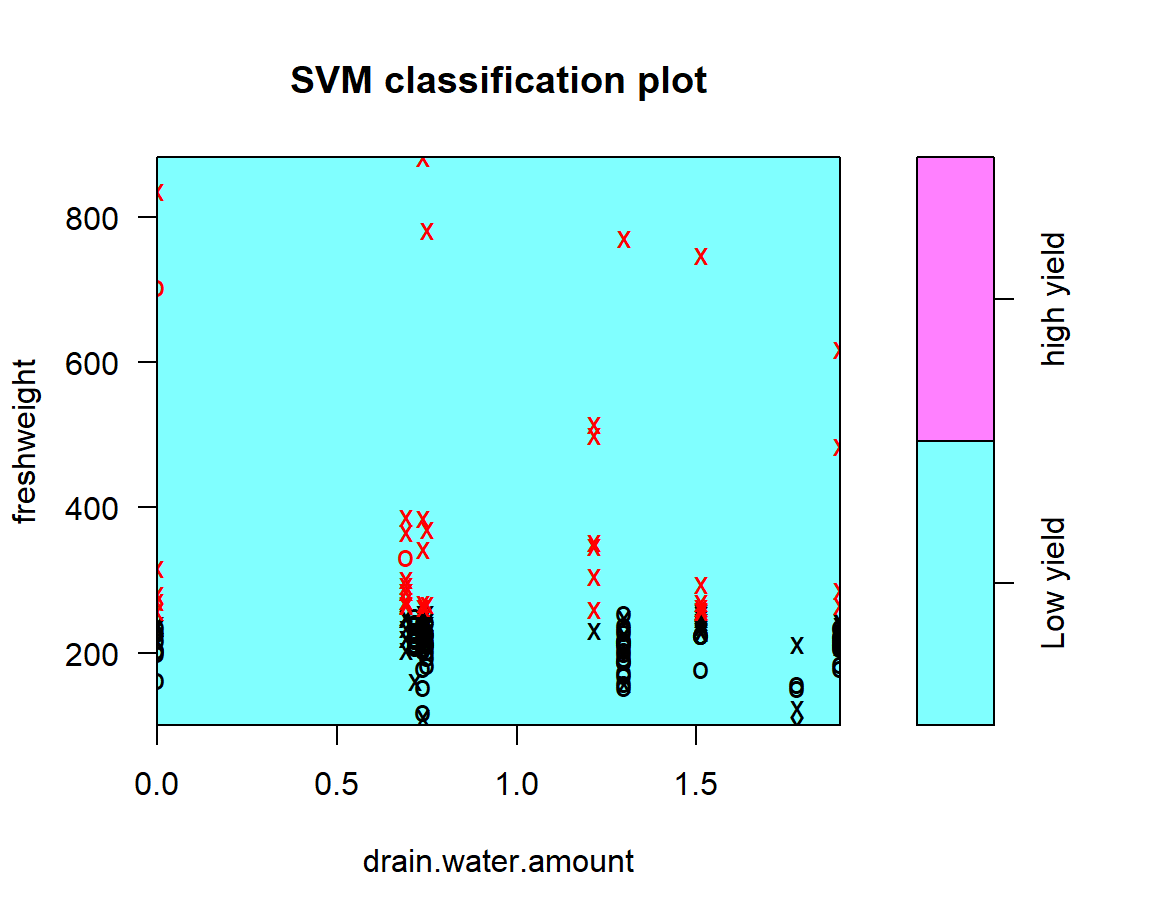 SVM classification plot
800
600
400
200
freshweight
0.0 0.5 1.0 1.5
drain.water.amount
high yield
Low yield